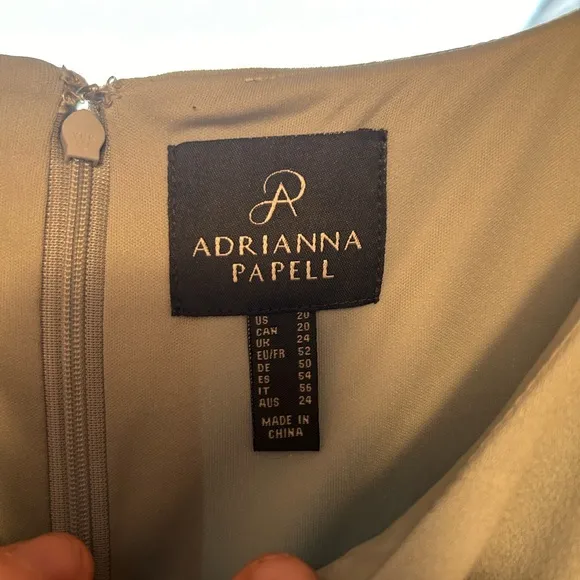 ADRIANNA
PAPELL
US 20
CAN 20
UK 24
EU/FR 52
DE 50
ES 54
IT 56
AUS 24
MADE IN
CHINA